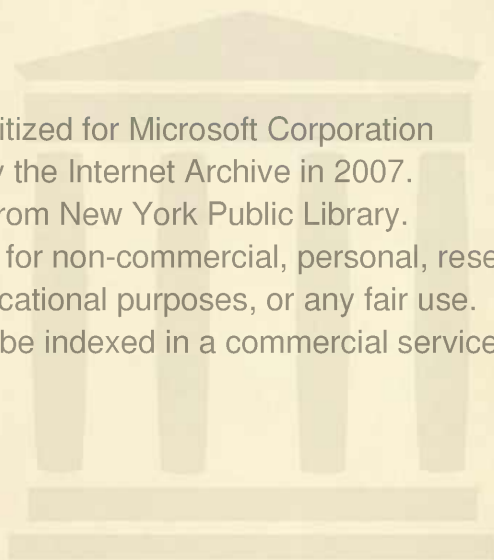 itized for Microsoft Corporation
y the Internet Archive in 2007.
rom New York Public Library.
for non-commercial, personal, rese
cational purposes, or any fair use.
be indexed in a commercial service